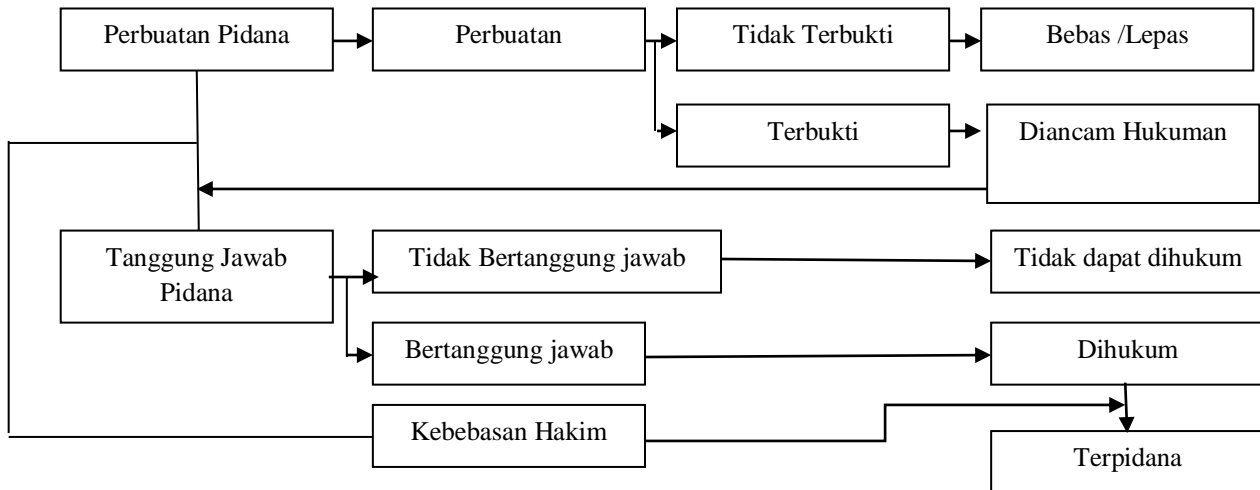 Perbuatan Pidana
Perbuatan
Tidak Terbukti
Bebas /Lepas
Terbukti
Diancam Hukuman
Tanggung Jawab
Pidana
Tidak Bertanggung jawab
Tidak dapat dihukum
Bertanggung jawab
Dihukum
Kebebasan Hakim
Terpidana